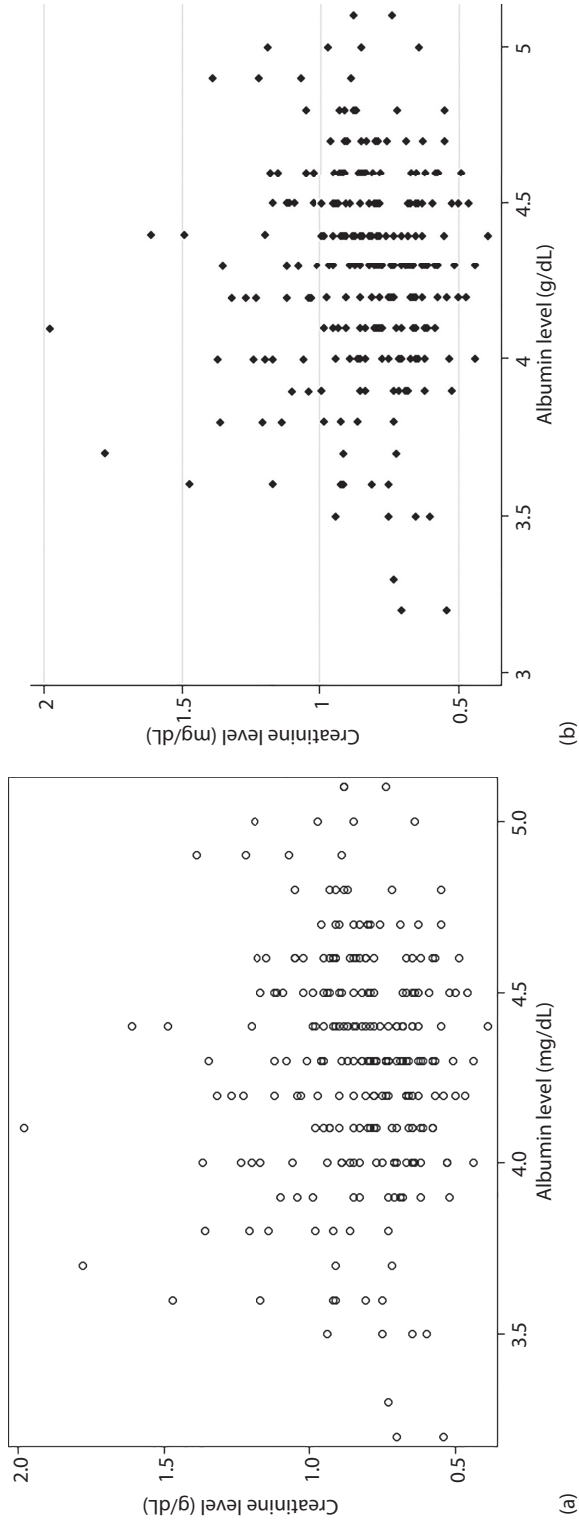 2.0
1.5
1.0
0.5
Creatinine level (g/dL)
3.5
4.0
4.5
5.0
Albumin level (mg/dL)
(a)
2
1.5
1
0.5
Creatinine level (mg/dL)
3
3.5
4
4.5
5
Albumin level (g/dL)
(b)